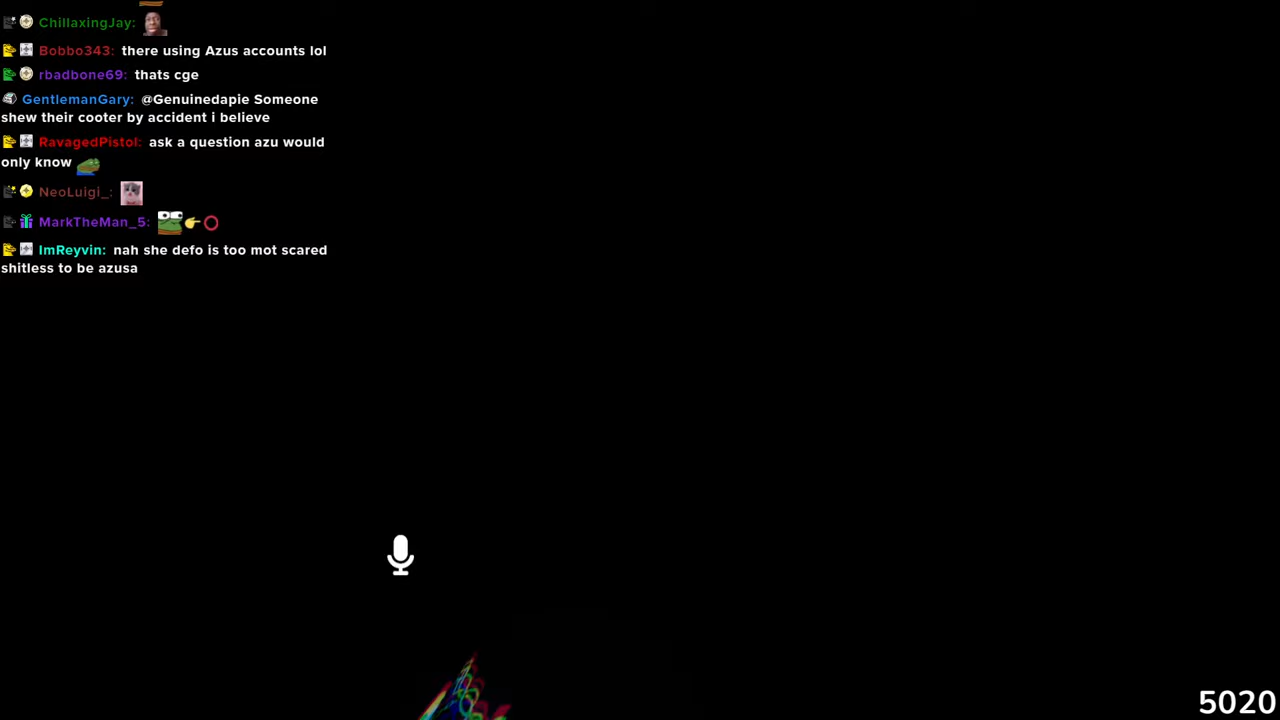 ChillaxingJay:
Bobbo343: there using Azus accounts lol
rbadbone69: thats cge
GentlemanGary: @Genuinedapie Someone
shew their cooter by accident i believe
RavagedPistol: ask a question azu would
only know
NeoLuigi_:
MarkTheMan_5:
ImReyvin: nah she defo is too mot scared
shitless to be azusa
5020